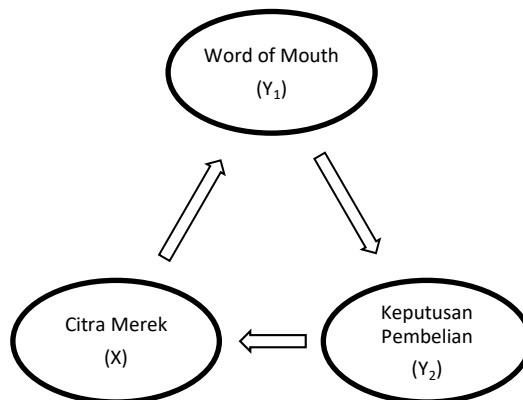 Word of Mouth
(Y₁)
Citra Merek
(X)
Keputusan
Pembelian
(Y₂)